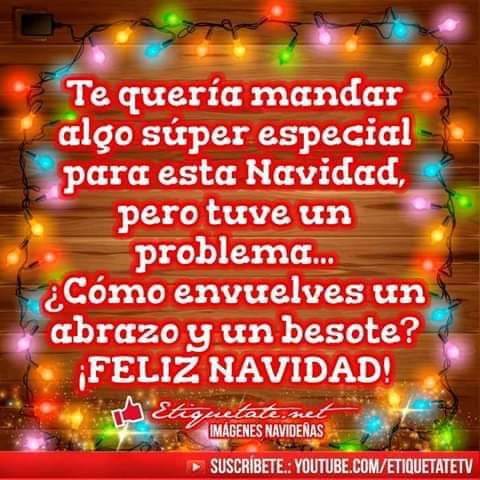 Te quería mandar
algo súper especial
para esta Navidad,
pero tuve un
problema...
¿Cómo envuelves un
abrazo y un besote?
¡FELIZ NAVIDAD!
Etiquetate.net
IMÁGENES NAVIDEÑAS
SUSCRÍBETE.: YOUTUBE.COM/ETIQUETATETV